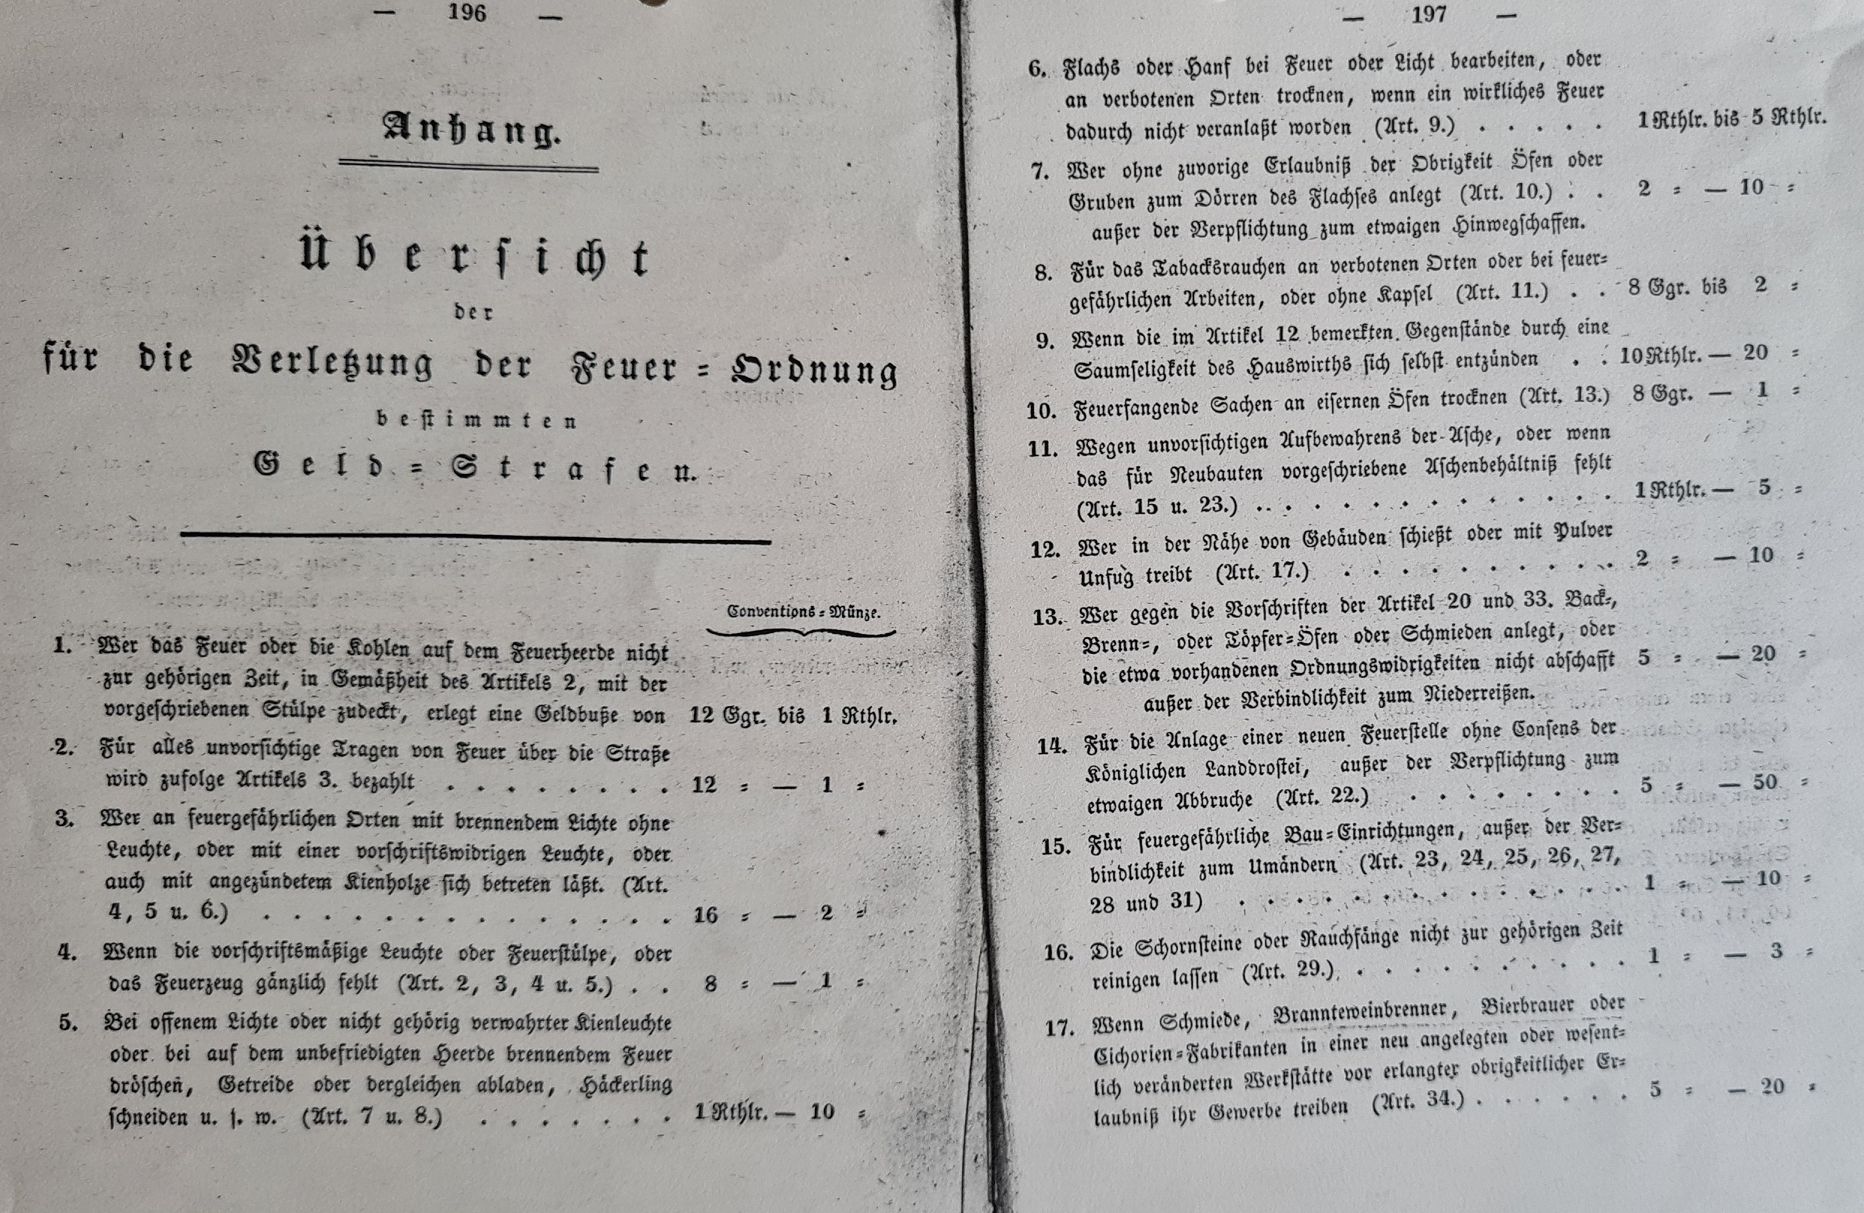 — 196 —
Anhang.
Übersicht
der
für die Verletzung der Feuer=Ordnung
bestimmten
Geld=Strafen.
Conventions=Münze.
1. Wer das Feuer oder die Kohlen auf dem Feuerheerde nicht
zur gehörigen Zeit, in Gemäßheit des Artikels 2, mit der
vorgeschriebenen Stülpe zudeckt, erlegt eine Geldbuße von 12 Ggr. bis 1 Rthlr.
2. Für alles unvorsichtige Tragen von Feuer über die Straße
wird zufolge Artikels 3. bezahlt . . . . . . . . 12 = — 1 =
3. Wer an feuergefährlichen Orten mit brennendem Lichte ohne
Leuchte, oder mit einer vorschriftswidrigen Leuchte, oder
auch mit angezündetem Kienholze sich betreten läßt. (Art.
4, 5 u. 6.) . . . . . . . . . . . . . . 16 = — 2 =
4. Wenn die vorschriftsmäßige Leuchte oder Feuerstülpe, oder
das Feuerzeug gänzlich fehlt (Art. 2, 3, 4 u. 5.) . . 8 = — 1 =
5. Bei offenem Lichte oder nicht gehörig verwahrter Kienleuchte
oder bei auf dem unbefriedigten Heerde brennendem Feuer
dröschen, Getreide oder dergleichen abladen, Häckerling
schneiden u. s. w. (Art. 7 u. 8.) . . . . . . . 1 Rthlr. — 10 =
— 197 —
6. Flachs oder Hanf bei Feuer oder Licht bearbeiten, oder
an verbotenen Orten trocknen, wenn ein wirkliches Feuer
dadurch nicht veranlaßt worden (Art. 9.) . . . . . 1 Rthlr. bis 5 Rthlr.
7. Wer ohne zuvorige Erlaubniß der Obrigkeit Öfen oder
Gruben zum Dörren des Flachses anlegt (Art. 10.) . . 2 = — 10 =
außer der Verpflichtung zum etwaigen Hinwegschaffen.
8. Für das Tabacksrauchen an verbotenen Orten oder bei feuer=
gefährlichen Arbeiten, oder ohne Kapsel (Art. 11.) . . 8 Ggr. bis 2 =
9. Wenn die im Artikel 12 bemerkten Gegenstände durch eine
Saumseligkeit des Hauswirths sich selbst entzünden . . 10 Rthlr. — 20 =
10. Feuerfangende Sachen an eisernen Öfen trocknen (Art. 13.) 8 Ggr. — 1 =
11. Wegen unvorsichtigen Aufbewahrens der Asche, oder wenn
das für Neubauten vorgeschriebene Aschenbehältniß fehlt
(Art. 15 u. 23.) . . . . . . . . . . . . . 1 Rthlr. — 5 =
12. Wer in der Nähe von Gebäuden schießt oder mit Pulver
Unfug treibt (Art. 17.) . . . . . . . . . . 2 = — 10 =
13. Wer gegen die Vorschriften der Artikel 20 und 33. Back=,
Brenn=, oder Töpfer=Öfen oder Schmieden anlegt, oder
die etwa vorhandenen Ordnungswidrigkeiten nicht abschafft 5 = — 20 =
außer der Verbindlichkeit zum Niederreißen.
14. Für die Anlage einer neuen Feuerstelle ohne Consens der
Königlichen Landdrostei, außer der Verpflichtung zum
etwaigen Abbruche (Art. 22.) . . . . . . . . 5 = — 50 =
15. Für feuergefährliche Bau=Einrichtungen, außer der Ver=
bindlichkeit zum Umändern (Art. 23, 24, 25, 26, 27,
28 und 31) . . . . . . . . . . . . . . 1 = — 10 =
16. Die Schornsteine oder Rauchfänge nicht zur gehörigen Zeit
reinigen lassen (Art. 29.) . . . . . . . . . . 1 = — 3 =
17. Wenn Schmiede, Brannteweinbrenner, Bierbrauer oder
Cichorien=Fabrikanten in einer neu angelegten oder wesent=
lich veränderten Werkstätte vor erlangter obrigkeitlicher Er=
laubniß ihr Gewerbe treiben (Art. 34.) . . . . . . 5 = — 20 =